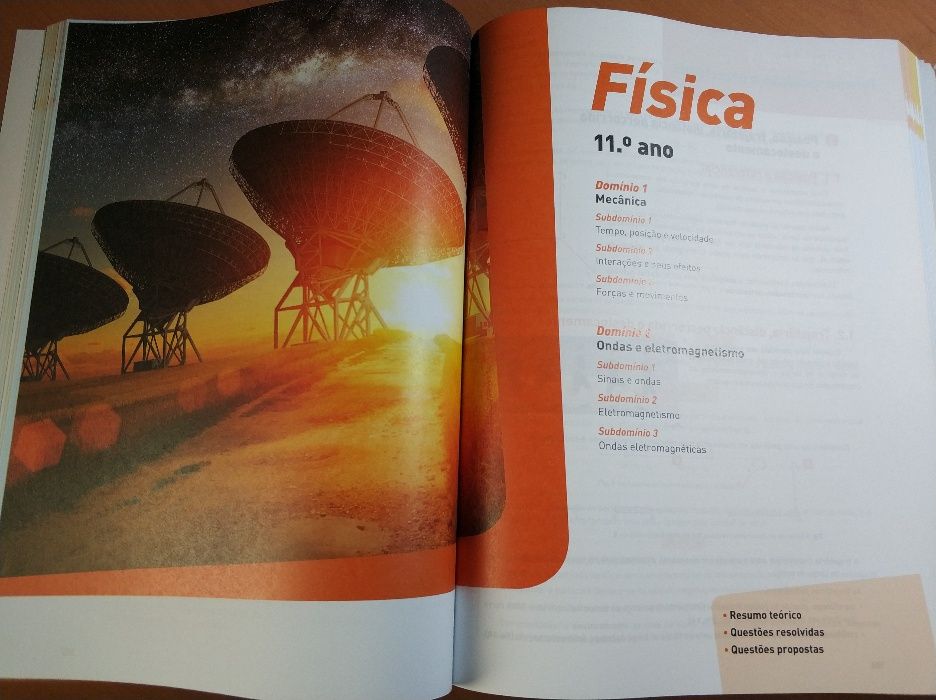 Física
11.º ano
Domínio 1
Mecânica
Subdomínio 1
Tempo, posição e velocidade
Subdomínio 2
Interações e seus efeitos
Subdomínio
Forças e movimentos
Domínio 2
Ondas e eletromagnetismo
Subdomínio 1
Sinais e ondas
Subdomínio 2
Eletromagnetismo
Subdomínio 3
Ondas eletromagnéticas
• Resumo teórico
• Questões resolvidas
• Questões propostas